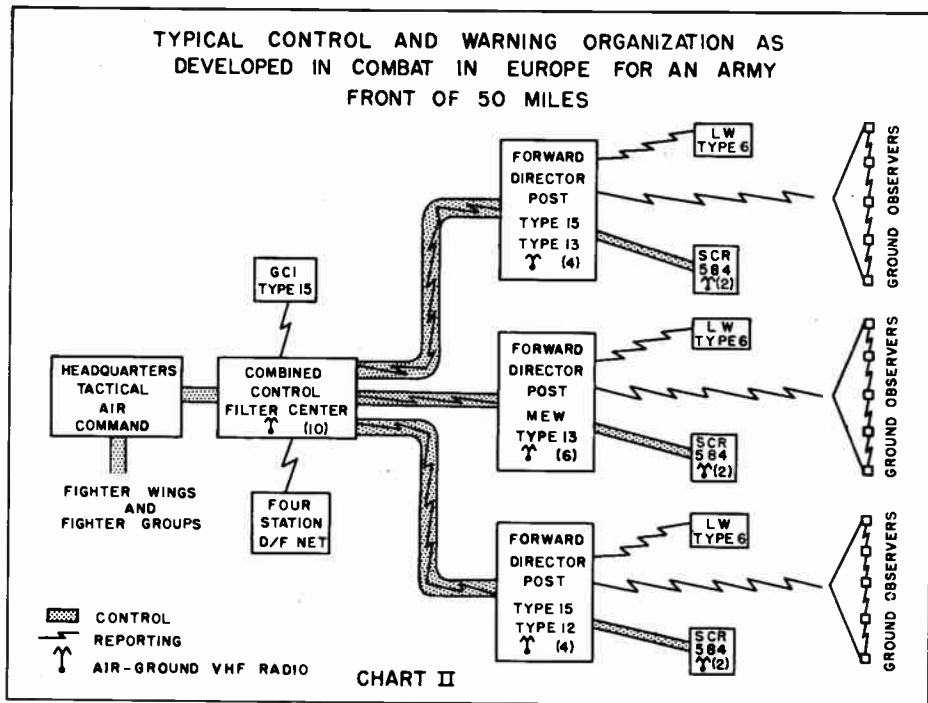 TYPICAL CONTROL AND WARNING ORGANIZATION AS
DEVELOPED IN COMBAT IN EUROPE FOR AN ARMY
FRONT OF 50 MILES
HEADQUARTERS
TACTICAL
AIR
COMMAND
FIGHTER WINGS
AND
FIGHTER GROUPS
GCI
TYPE 15
COMBINED
CONTROL
FILTER CENTER
(10)
FOUR
STATION
D/F NET
FORWARD
DIRECTOR
POST
TYPE 15
TYPE 13
(4)
LW
TYPE 6
SCR
584
(2)
GROUND OBSERVERS
FORWARD
DIRECTOR
POST
MEW
TYPE 13
(6)
LW
TYPE 6
SCR
584
(2)
GROUND OBSERVERS
FORWARD
DIRECTOR
POST
TYPE 15
TYPE 12
(4)
LW
TYPE 6
SCR
584
(2)
GROUND OBSERVERS
CONTROL
REPORTING
AIR-GROUND VHF RADIO
CHART II